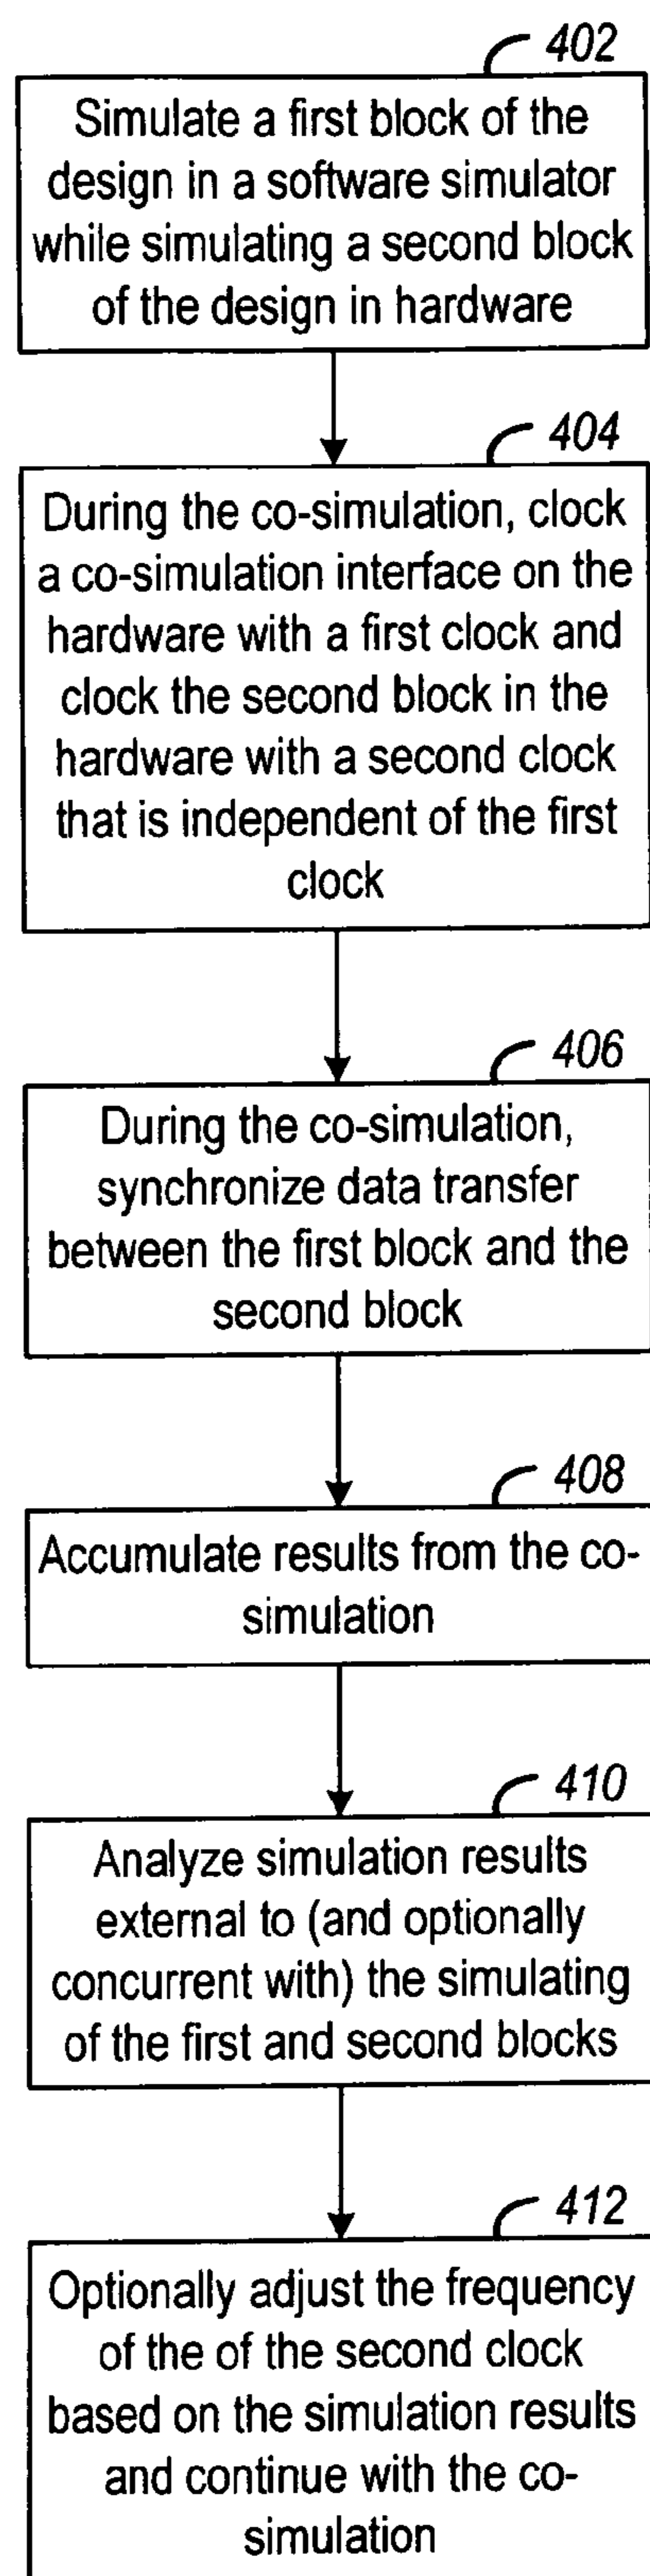 402
Simulate a first block of the
design in a software simulator
while simulating a second block
of the design in hardware
404
During the co-simulation, clock
a co-simulation interface on the
hardware with a first clock and
clock the second block in the
hardware with a second clock
that is independent of the first
clock
406
During the co-simulation,
synchronize data transfer
between the first block and the
second block
408
Accumulate results from the co-
simulation
410
Analyze simulation results
external to (and optionally
concurrent with) the simulating
of the first and second blocks
412
Optionally adjust the frequency
of the of the second clock
based on the simulation results
and continue with the co-
simulation